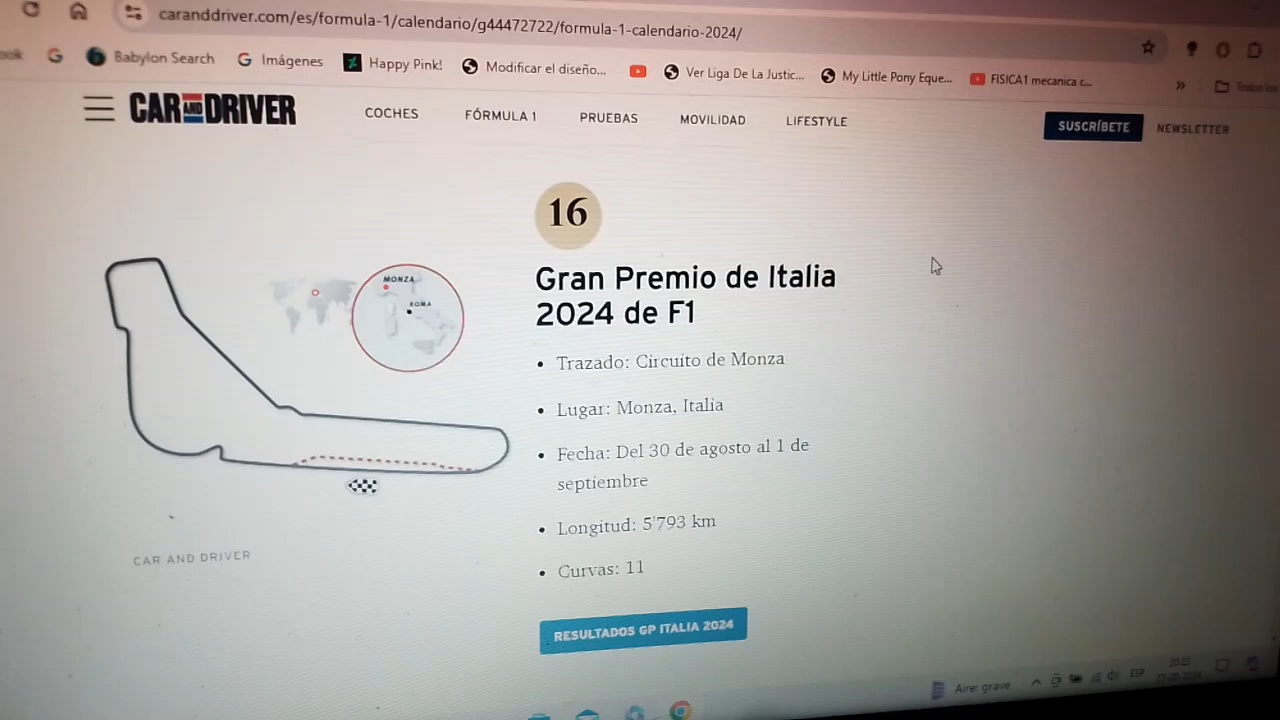 caranddriver.com/es/formula-1/calendario/g44472722/formula-1-calendario-2024/
ook
Babylon Search
Imágenes
Happy Pink!
Modificar el diseño...
Ver Liga De La Justic...
My Little Pony Eque...
FISICA1 mecanica c...
»
CAR AND DRIVER
COCHES
FÓRMULA 1
PRUEBAS
MOVILIDAD
LIFESTYLE
SUSCRÍBETE
NEWSLETTER
16
MONZA
ROMA
Gran Premio de Italia
2024 de F1
• Trazado: Circuito de Monza
• Lugar: Monza, Italia
• Fecha: Del 30 de agosto al 1 de
septiembre
• Longitud: 5'793 km
• Curvas: 11
CAR AND DRIVER
RESULTADOS GP ITALIA 2024
Aire: grave
ESP
20:22